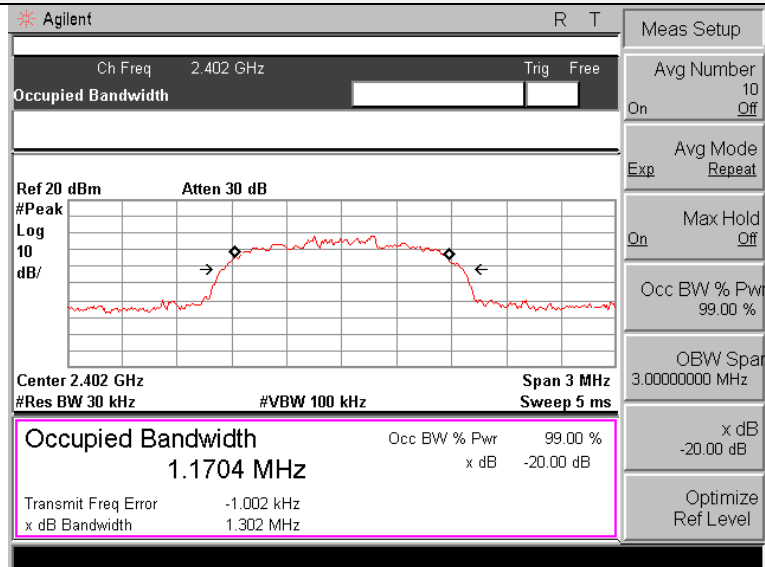 Agilent
R T
Ch Freq 2.402 GHz Trig Free
Occupied Bandwidth
Ref 20 dBm Atten 30 dB
#Peak
Log
10
dB/
Center 2.402 GHz Span 3 MHz
#Res BW 30 kHz #VBW 100 kHz Sweep 5 ms
Occupied Bandwidth
1.1704 MHz
Occ BW % Pwr 99.00 %
x dB -20.00 dB
Transmit Freq Error -1.002 kHz
x dB Bandwidth 1.302 MHz
Meas Setup
Avg Number
10
On Off
Avg Mode
Exp Repeat
Max Hold
On Off
Occ BW % Pwr
99.00 %
OBW Span
3.00000000 MHz
x dB
-20.00 dB
Optimize
Ref Level